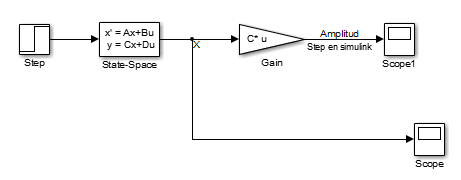 x' = Ax+Bu
y = Cx+Du
Step
State-Space
X
C* u
Gain
Amplitud
Step en simulink
Scope1
Scope